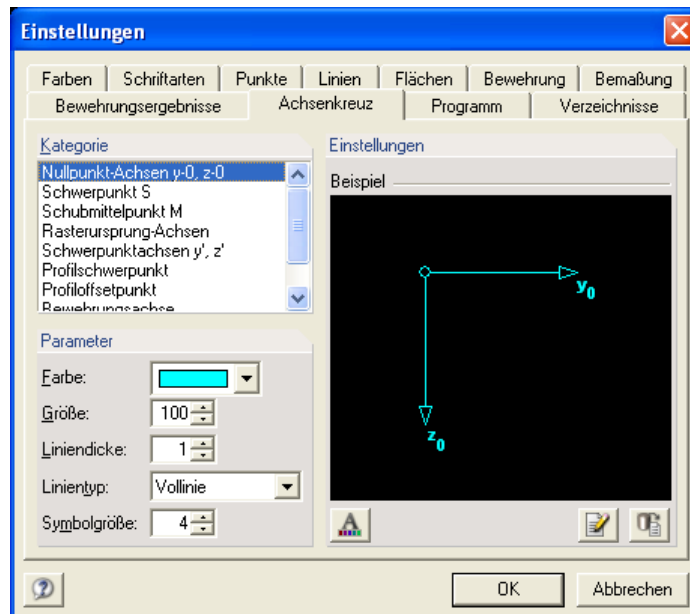 Einstellungen
Farben Schriftarten Punkte Linien Flächen Bewehrung Bemaßung
Bewehrungsergebnisse Achsenkreuz Programm Verzeichnisse
Kategorie
Nullpunkt-Achsen y-0, z-0
Schwerpunkt S
Schubmittelpunkt M
Rasterursprung-Achsen
Schwerpunktachsen y', z'
Profilschwerpunkt
Profiloffsetpunkt
Bewehrungsachse
Parameter
Farbe:
Größe: 100
Liniendicke: 1
Linientyp: Vollinie
Symbolgröße: 4
Einstellungen
Beispiel
y0
z0
A
OK Abbrechen